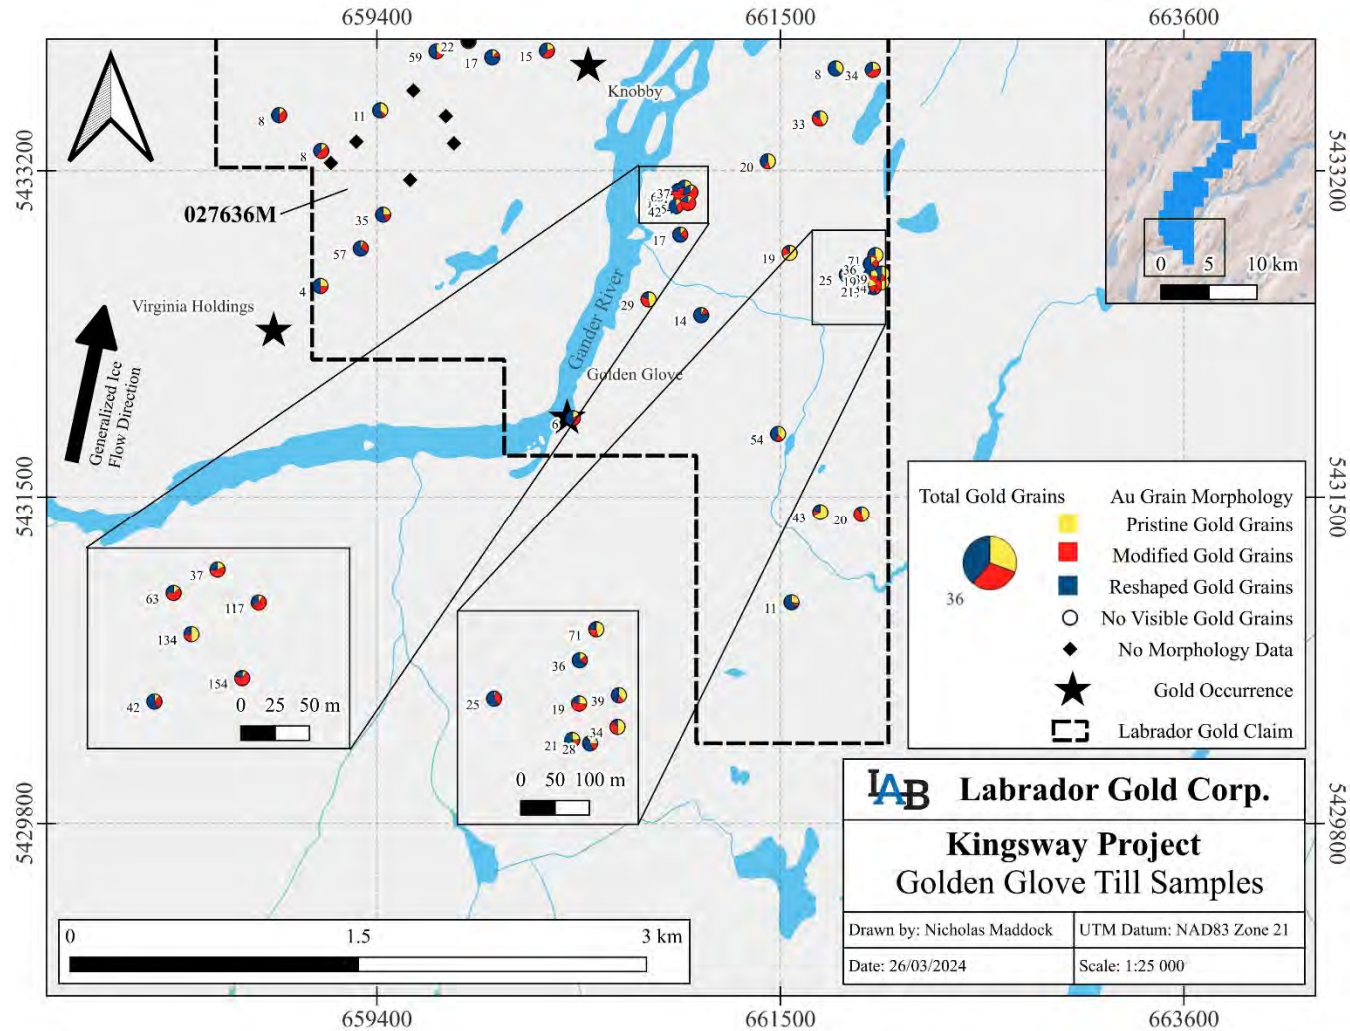 659400
661500
663600
59
22
17
15
Knobby
8
34
33
8
11
8
20
5433200
5433200
027636M
35
57
4
37
42
17
19
71
36
25
0 5 10 km
Virginia Holdings
29
14
Gander River
Golden Glove
6
Generalized Ice
Flow Direction
54
43
20
11
5431500
5431500
Total Gold Grains
36
Au Grain Morphology
Pristine Gold Grains
Modified Gold Grains
Reshaped Gold Grains
No Visible Gold Grains
No Morphology Data
Gold Occurrence
Labrador Gold Claim
37
63
117
134
154
42
0 25 50 m
71
36
25
19
39
34
21
28
0 50 100 m
5429800
5429800
LAB Labrador Gold Corp.
Kingsway Project
Golden Glove Till Samples
Drawn by: Nicholas Maddock
UTM Datum: NAD83 Zone 21
Date: 26/03/2024
Scale: 1:25 000
0 1.5 3 km
659400
661500
663600